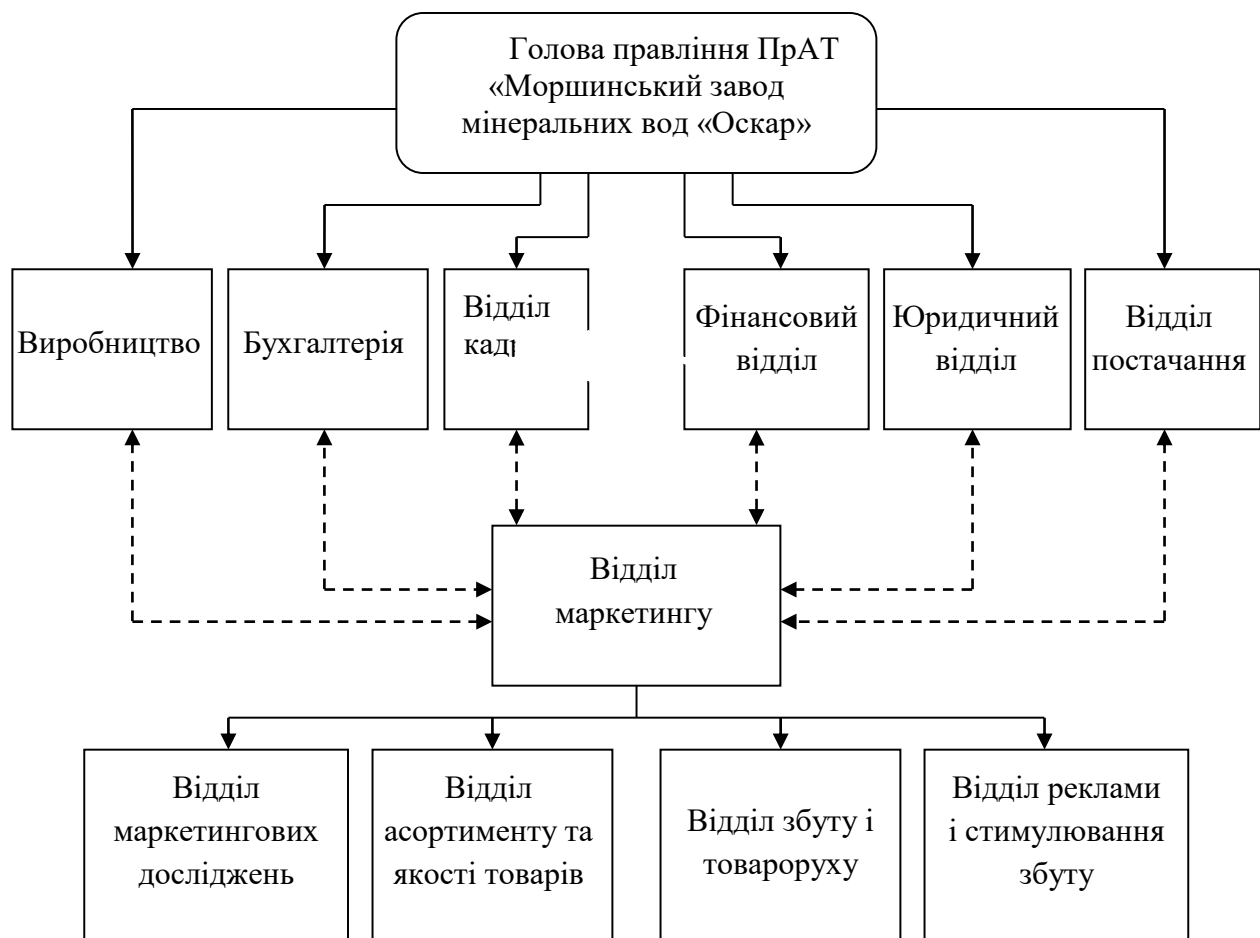 Голова правління ПрАТ
«Моршинський завод
мінеральних вод «Оскар»
Виробництво
Бухгалтерія
Відділ
Фінансовий
відділ
Юридичний
відділ
Відділ
постачання
Відділ
маркетингу
Відділ
маркетингових
досліджень
Відділ
асортименту та
якості товарів
Відділ збуту і
товароруху
Відділ реклами
і стимулювання
збуту